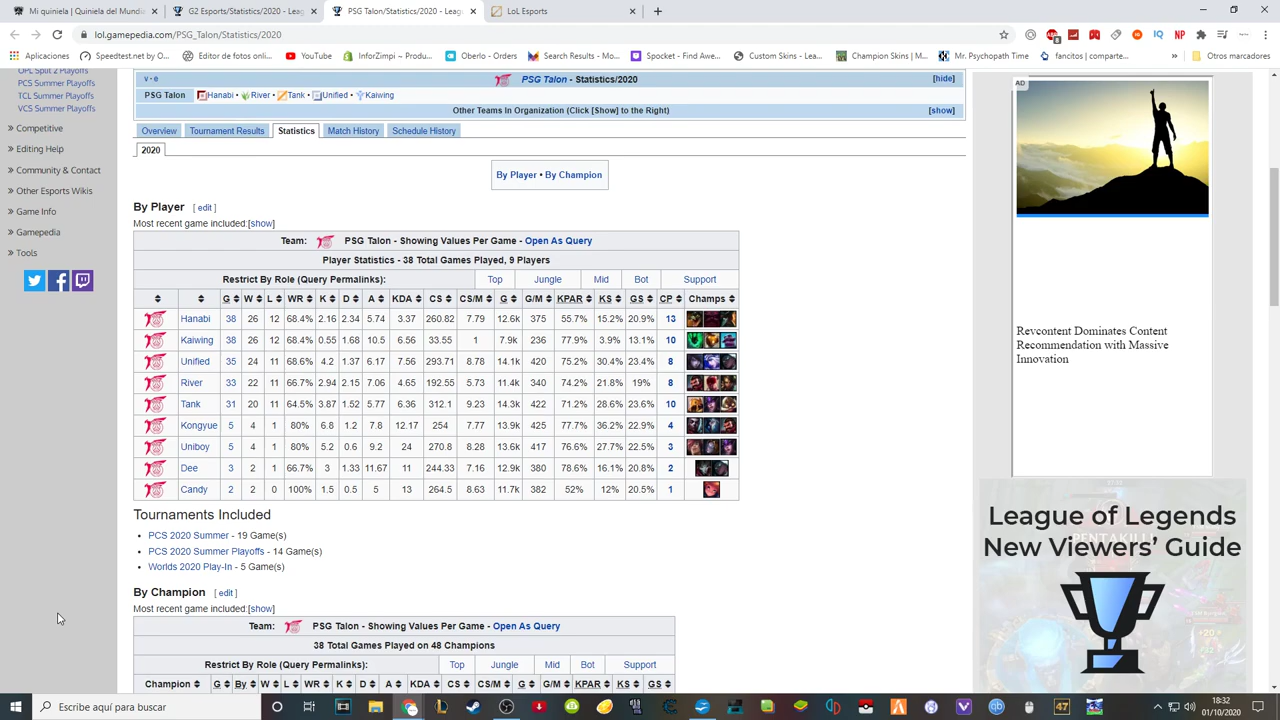 Mi quiniela | Quiniela del Mundia
G2 Esports/Statistics/2020 - Leag
PSG Talon/Statistics/2020 - Leag
LoL Esports
lol.gamepedia.com/PSG_Talon/Statistics/2020
Aplicaciones
Speedtest.net by O...
Editor de fotos onli...
YouTube
InforZimpi ~ Produc...
Oberlo - Orders
Search Results - Mo...
Spocket - Find Awe...
Custom Skins - Lea...
Champion Skins | M...
Mr. Psychopath Time
fancitos | comparte...
Otros marcadores
OPL Split 2 Playoffs
PCS Summer Playoffs
TCL Summer Playoffs
VCS Summer Playoffs
Competitive
Editing Help
Community & Contact
Other Esports Wikis
Game Info
Gamepedia
Tools
v · e PSG Talon - Statistics/2020 [hide]
PSG Talon Hanabi • River • Tank • Unified • Kaiwing
Other Teams In Organization (Click [Show] to the Right) [show]
Overview Tournament Results Statistics Match History Schedule History
2020
By Player • By Champion
By Player [ edit ]
Most recent game included:[show]
Team: PSG Talon - Showing Values Per Game - Open As Query
Player Statistics - 38 Total Games Played, 9 Players
Restrict By Role (Query Permalinks): Top Jungle Mid Bot Support
G W L WR K D A KDA CS CS/M G G/M KPAR KS GS CP Champs
Hanabi 38 26 12 68.4% 2.16 2.34 5.74 3.37 260.82 7.79 12.6k 375 55.7% 15.2% 20.9% 13
Kaiwing 38 26 12 68.4% 0.55 1.68 10.5 6.56 33.55 1 7.9k 236 77.9% 3.9% 13.1% 10
Unified 35 24 11 68.6% 4.2 1.37 6.17 7.56 293.71 8.78 14.1k 420 75.2% 30.4% 23.4% 8
River 33 22 11 66.7% 2.94 2.15 7.06 4.65 192.55 5.73 11.4k 340 74.2% 21.8% 19% 8
Tank 31 20 11 64.5% 3.87 1.52 5.77 6.36 312.1 9.23 14.3k 422 71.2% 28.6% 23.6% 10
Kongyue 5 4 1 80% 6.8 1.2 7.8 12.17 254 7.77 13.9k 425 77.7% 36.2% 22.9% 4
Uniboy 5 4 1 80% 5.2 0.6 9.2 24 270.8 8.28 13.6k 417 76.6% 27.7% 22.5% 3
Dee 3 2 1 66.7% 3 1.33 11.67 11 244.33 7.16 12.9k 380 78.6% 16.1% 20.8% 2
Candy 2 2 0 100% 1.5 0.5 5 13 264.5 8.63 11.7k 382 52% 12% 20.5% 1
Tournaments Included
• PCS 2020 Summer - 19 Game(s)
• PCS 2020 Summer Playoffs - 14 Game(s)
• Worlds 2020 Play-In - 5 Game(s)
By Champion [ edit ]
Most recent game included:[show]
Team: PSG Talon - Showing Values Per Game - Open As Query
38 Total Games Played on 48 Champions
Restrict By Role (Query Permalinks): Top Jungle Mid Bot Support
Champion G By W L WR K D A KDA CS CS/M G G/M KPAR KS GS
AD
Revcontent Dominates Content
Recommendation with Massive
Innovation
League of Legends
New Viewers' Guide
PENTAKILL
Escribe aquí para buscar
18:32
01/10/2020